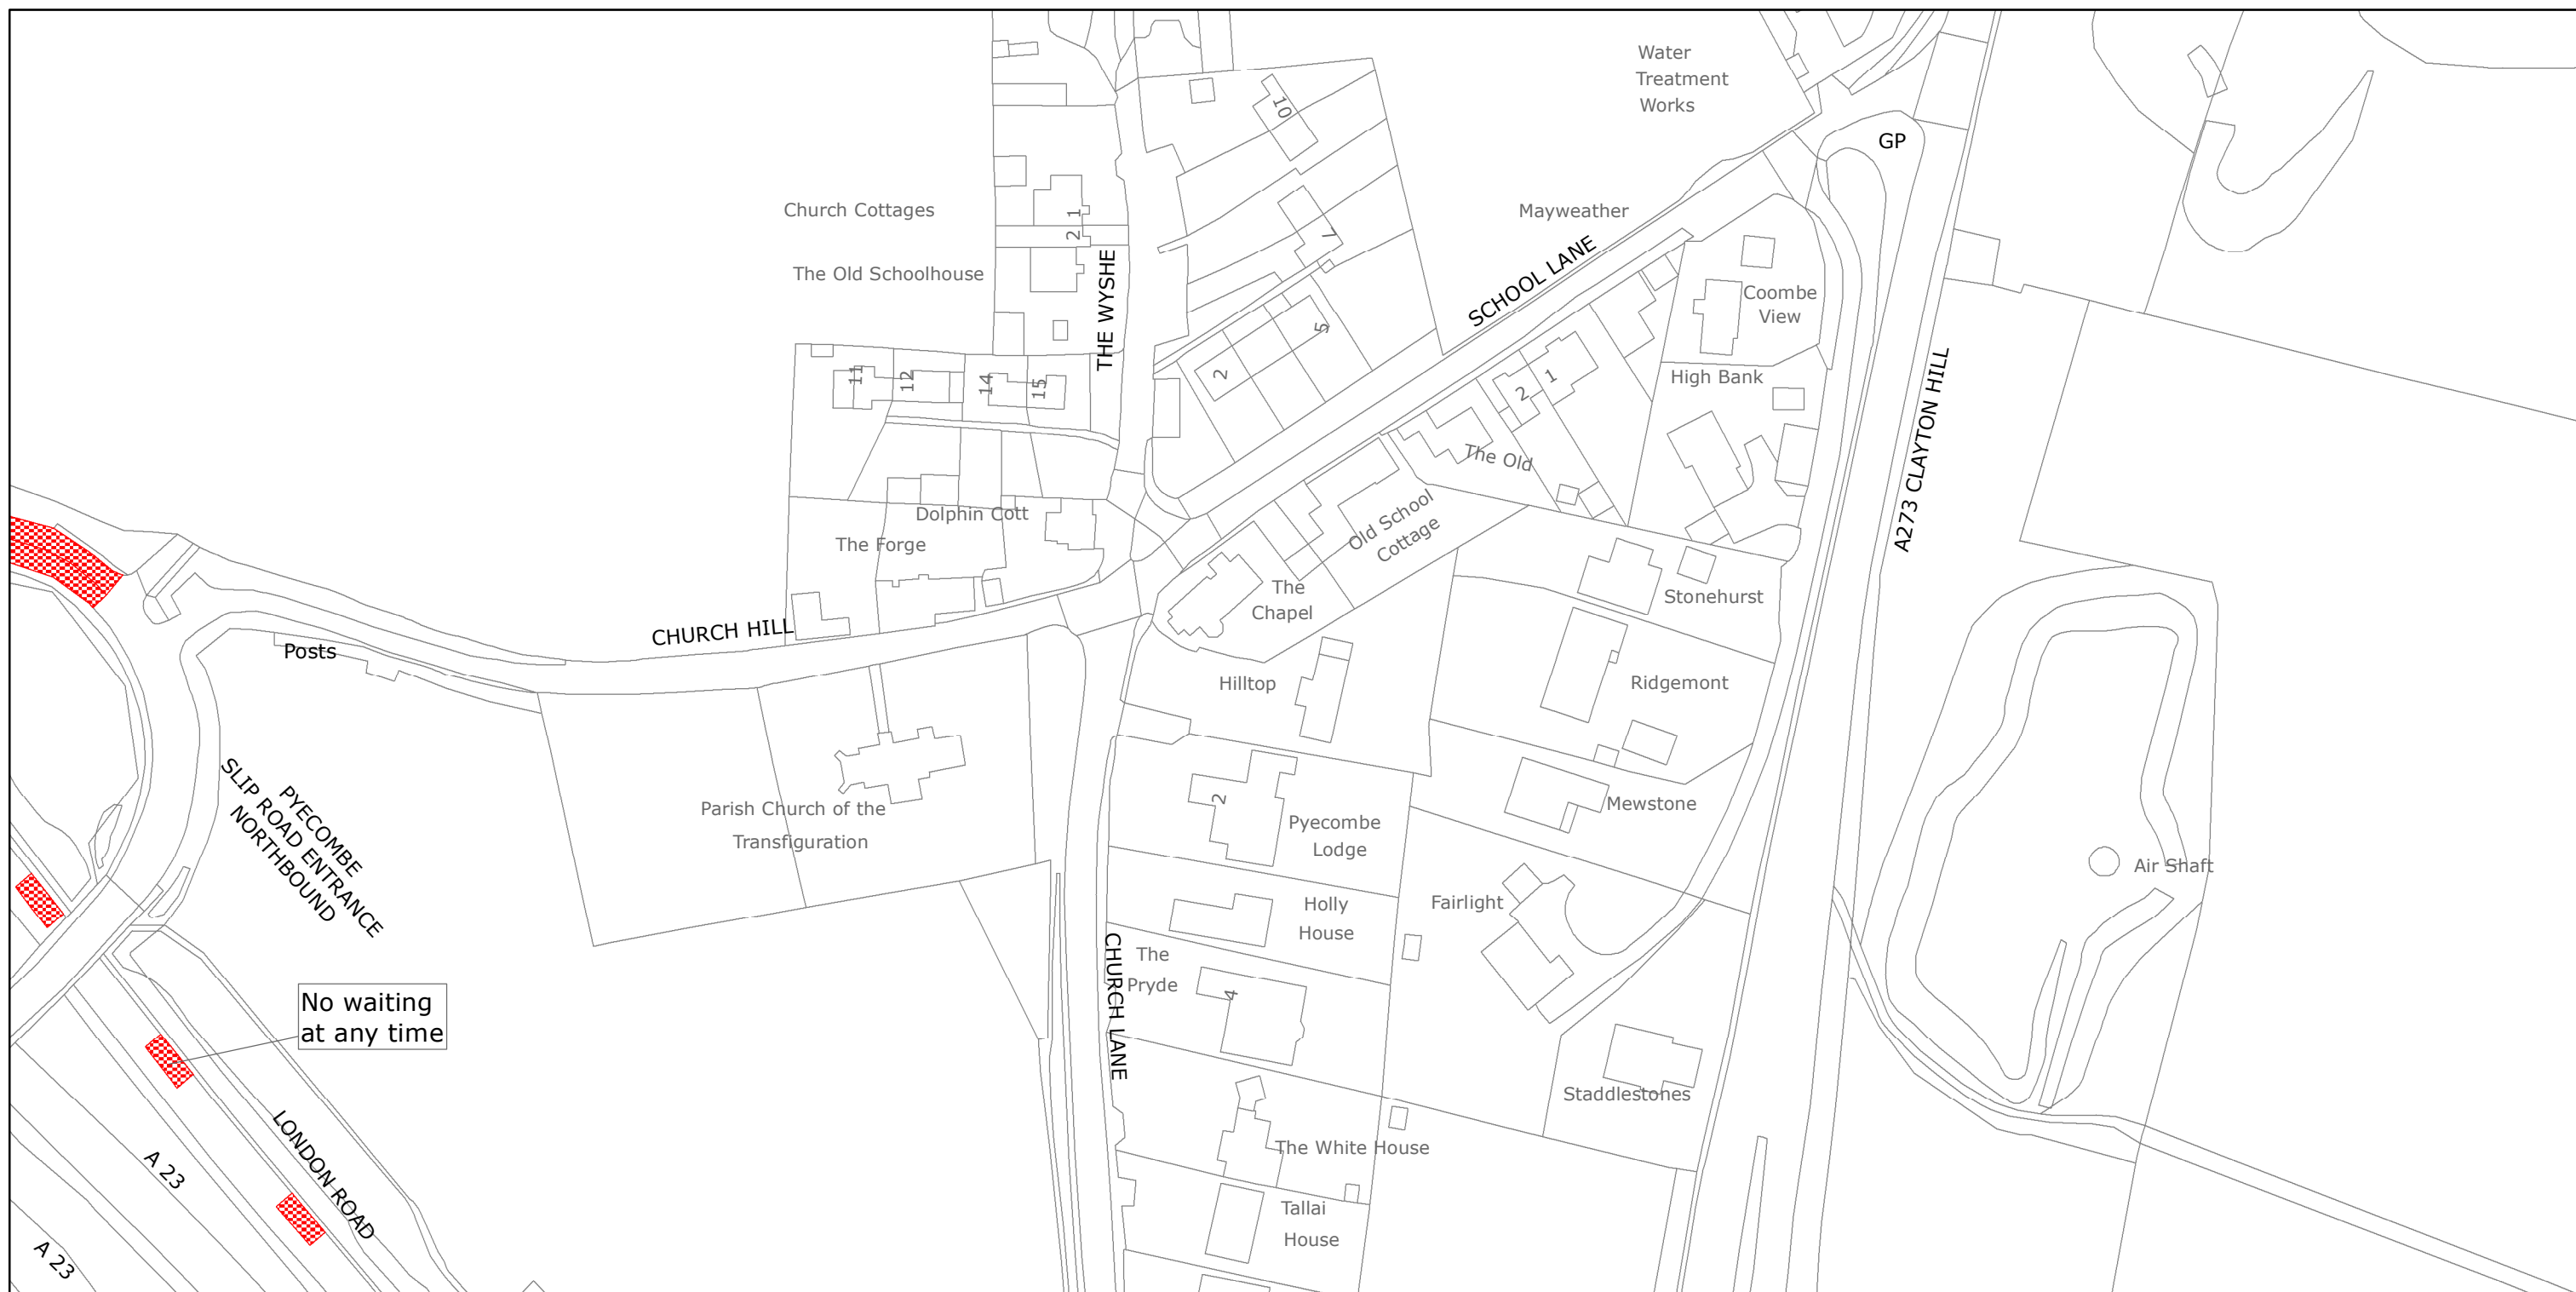 Water
Treatment
Works
10
GP
Church Cottages
1
2
Mayweather
7
SCHOOL LANE
The Old Schoolhouse
THE WYSHE
Coombe
View
5
2
11
12
14
15
High Bank
1
2
A273 CLAYTON HILL
The Old
Dolphin Cott
Old School
Cottage
The Forge
The
Chapel
Stonehurst
CHURCH HILL
Posts
Hilltop
Ridgemont
PYECOMBE
SLIP ROAD ENTRANCE
NORTHBOUND
Parish Church of the
Transfiguration
2
Pyecombe
Lodge
Mewstone
Air Shaft
Fairlight
Holly
House
The
Pryde
4
CHURCH LANE
No waiting
at any time
Staddlestones
LONDON ROAD
The White House
A 23
Tallai
House
A 23